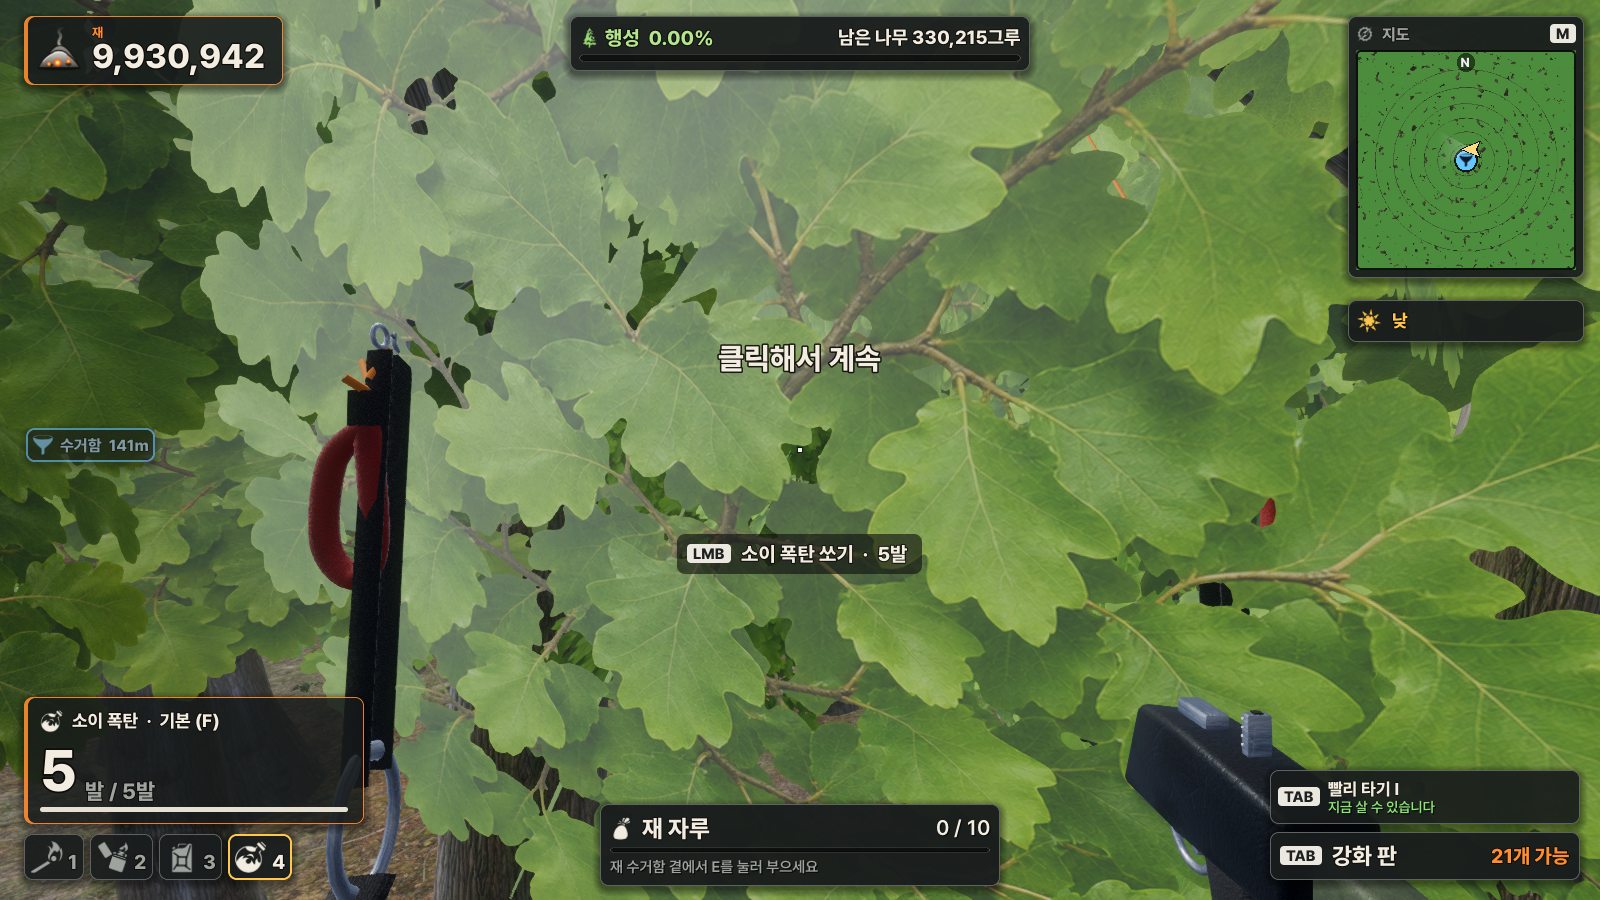 재
9,930,942
행성 0.00%
남은 나무 330,215그루
지도
M
N
낮
클릭해서 계속
수거함 141m
LMB 소이 폭탄 쏘기 · 5발
소이 폭탄 · 기본 (F)
5 발 / 5발
1
2
3
4
재 자루
0 / 10
재 수거함 곁에서 E를 눌러 부으세요
TAB 빨리 타기 I
지금 살 수 있습니다
TAB 강화 판
21개 가능